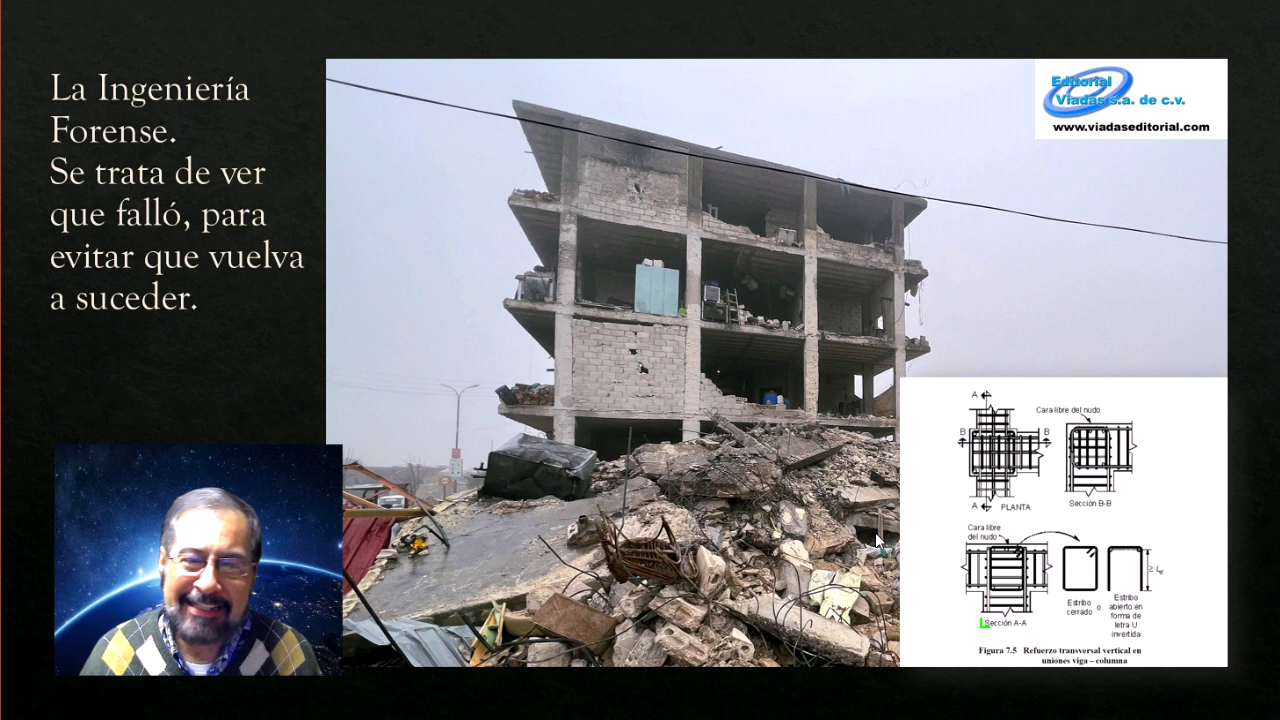 La Ingeniería
Forense.
Se trata de ver
que falló, para
evitar que vuelva
a suceder.
Editorial
Viadas s.a. de c.v.
www.viadaseditorial.com
A
Cara libre del nudo
B
B
A
PLANTA
Sección B-B
Cara libre
del nudo
Estribo
cerrado
o
Estribo
abierto en
forma de
letra U
invertida
Sección A-A
Figura 7.5 Refuerzo transversal vertical en
uniones viga – columna